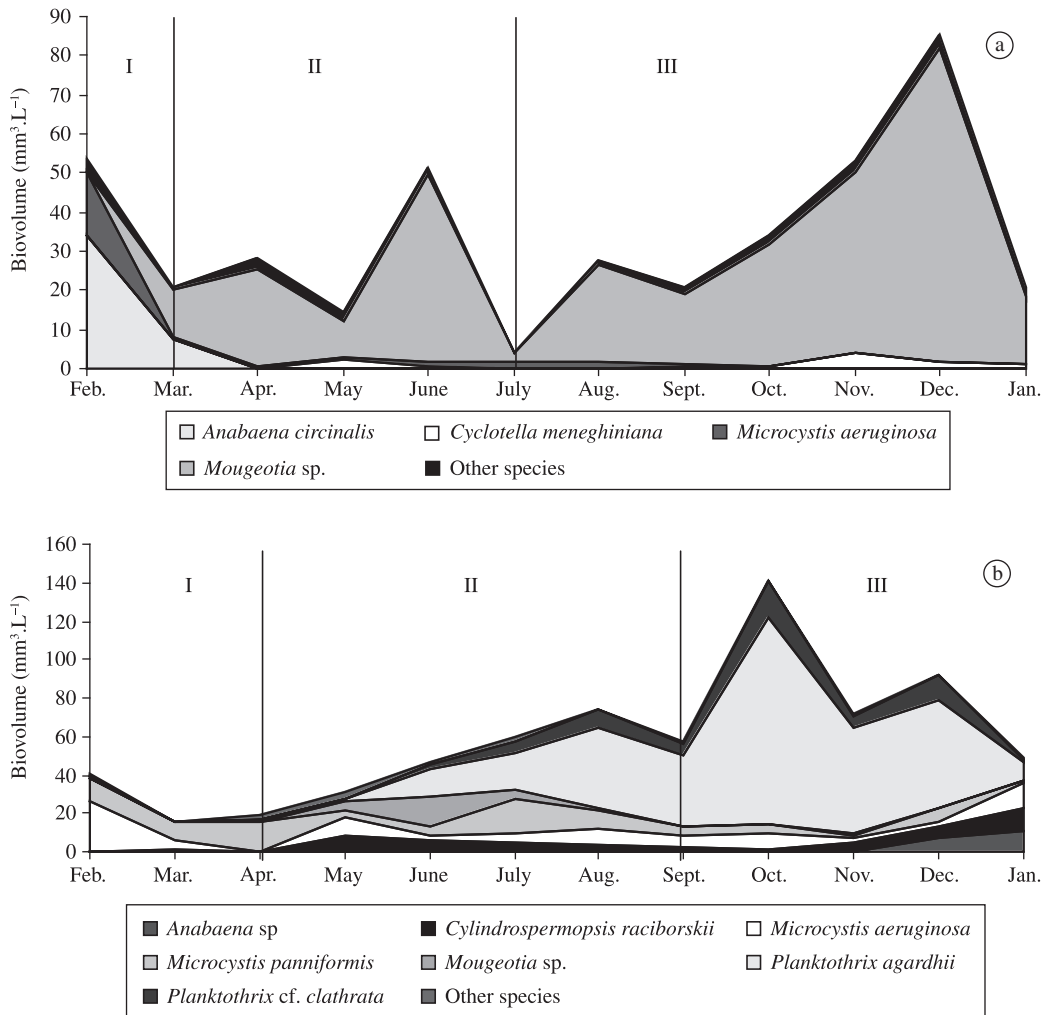 90
80
70
60
50
40
30
20
10
0
Biovolume (mm³.L⁻¹)
I II III
a
Feb. Mar. Apr. May June July Aug. Sept. Oct. Nov. Dec. Jan.
Anabaena circinalis Cyclotella meneghiniana Microcystis aeruginosa
Mougeotia sp. Other species
160
140
120
100
80
60
40
20
0
Biovolume (mm³.L⁻¹)
I II III
b
Feb. Mar. Apr. May June July Aug. Sept. Oct. Nov. Dec. Jan.
Anabaena sp Cylindrospermopsis raciborskii Microcystis aeruginosa
Microcystis panniformis Mougeotia sp. Planktothrix agardhii
Planktothrix cf. clathrata Other species